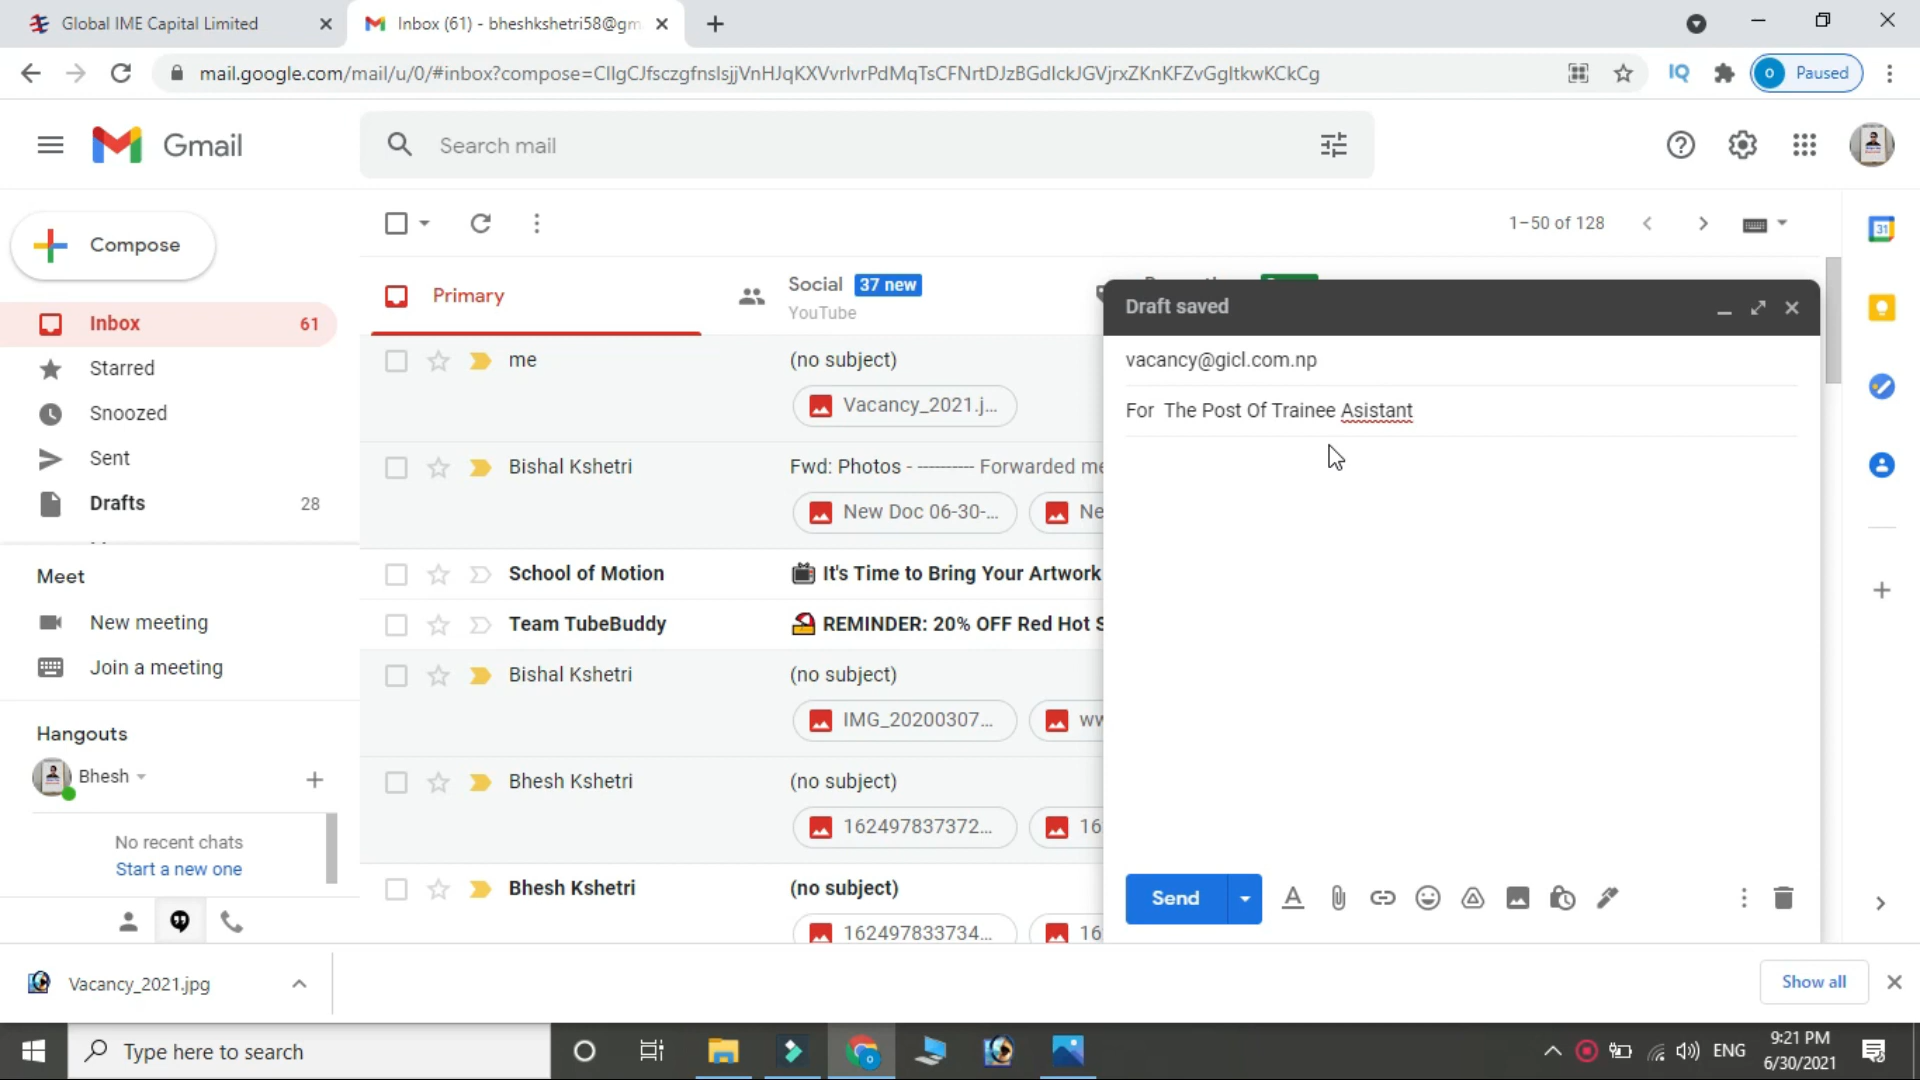 Global IME Capital Limited
Inbox (61) - bheshkshetri58@gm
Paused
mail.google.com/mail/u/0/#inbox?compose=CllgCJfsczgfnslsjjVnHJqKXVvrlvrPdMqTsCFNrtDJzBGdlckJGVjrxZKnKFZvGgltkwKCkCg
IQ
Gmail
Search mail
Compose
1–50 of 128
31
Primary
Social 37 new
YouTube
Inbox 61
Starred
Snoozed
Sent
Drafts 28
Meet
New meeting
Join a meeting
Hangouts
Bhesh
No recent chats
Start a new one
me (no subject)
Vacancy_2021.j...
Bishal Kshetri Fwd: Photos - ---------- Forwarded me
New Doc 06-30-... Ne
School of Motion It's Time to Bring Your Artwork
Team TubeBuddy REMINDER: 20% OFF Red Hot S
Bishal Kshetri (no subject)
IMG_20200307... ww
Bhesh Kshetri (no subject)
162497837372... 16
Bhesh Kshetri (no subject)
162497833734... 16
Draft saved
vacancy@gicl.com.np
For The Post Of Trainee Asistant
Send
Vacancy_2021.jpg
Show all
Type here to search
ENG
9:21 PM
6/30/2021